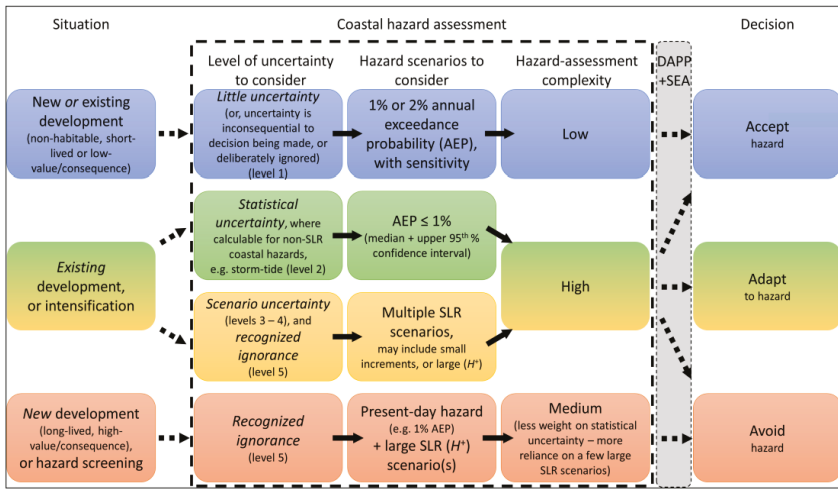 Situation
Coastal hazard assessment
Decision
Level of uncertainty
to consider
Hazard scenarios to
consider
Hazard-assessment
complexity
DAPP
+SEA
New or existing
development
(non-habitable, short-
lived or low-
value/consequence)
Little uncertainty
(or, uncertainty is
inconsequential to
decision being made, or
deliberately ignored)
(level 1)
1% or 2% annual
exceedance
probability (AEP),
with sensitivity
Low
Accept
hazard
Existing
development,
or intensification
Statistical
uncertainty, where
calculable for non-SLR
coastal hazards,
e.g. storm-tide (level 2)
AEP ≤ 1%
(median + upper 95th %
confidence interval)
High
Adapt
to hazard
Scenario uncertainty
(levels 3 – 4), and
recognized
ignorance
(level 5)
Multiple SLR
scenarios,
may include small
increments, or large (H+)
New development
(long-lived, high-
value/consequence),
or hazard screening
Recognized
ignorance
(level 5)
Present-day hazard
(e.g. 1% AEP)
+ large SLR (H+)
scenario(s)
Medium
(less weight on statistical
uncertainty – more
reliance on a few large
SLR scenarios)
Avoid
hazard